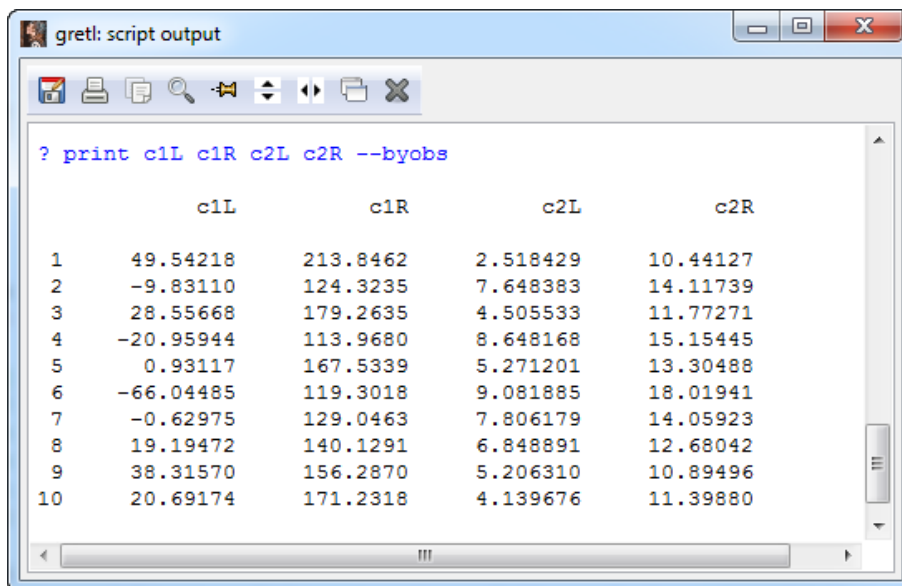 gretl: script output
? print c1L c1R c2L c2R --byobs
c1L c1R c2L c2R
1 49.54218 213.8462 2.518429 10.44127
2 -9.83110 124.3235 7.648383 14.11739
3 28.55668 179.2635 4.505533 11.77271
4 -20.95944 113.9680 8.648168 15.15445
5 0.93117 167.5339 5.271201 13.30488
6 -66.04485 119.3018 9.081885 18.01941
7 -0.62975 129.0463 7.806179 14.05923
8 19.19472 140.1291 6.848891 12.68042
9 38.31570 156.2870 5.206310 10.89496
10 20.69174 171.2318 4.139676 11.39880